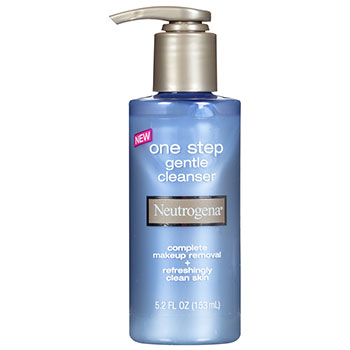 NEW
one step
gentle
cleanser
Neutrogena®
complete
makeup removal
+
refreshingly
clean skin
5.2 FL OZ (153 mL)